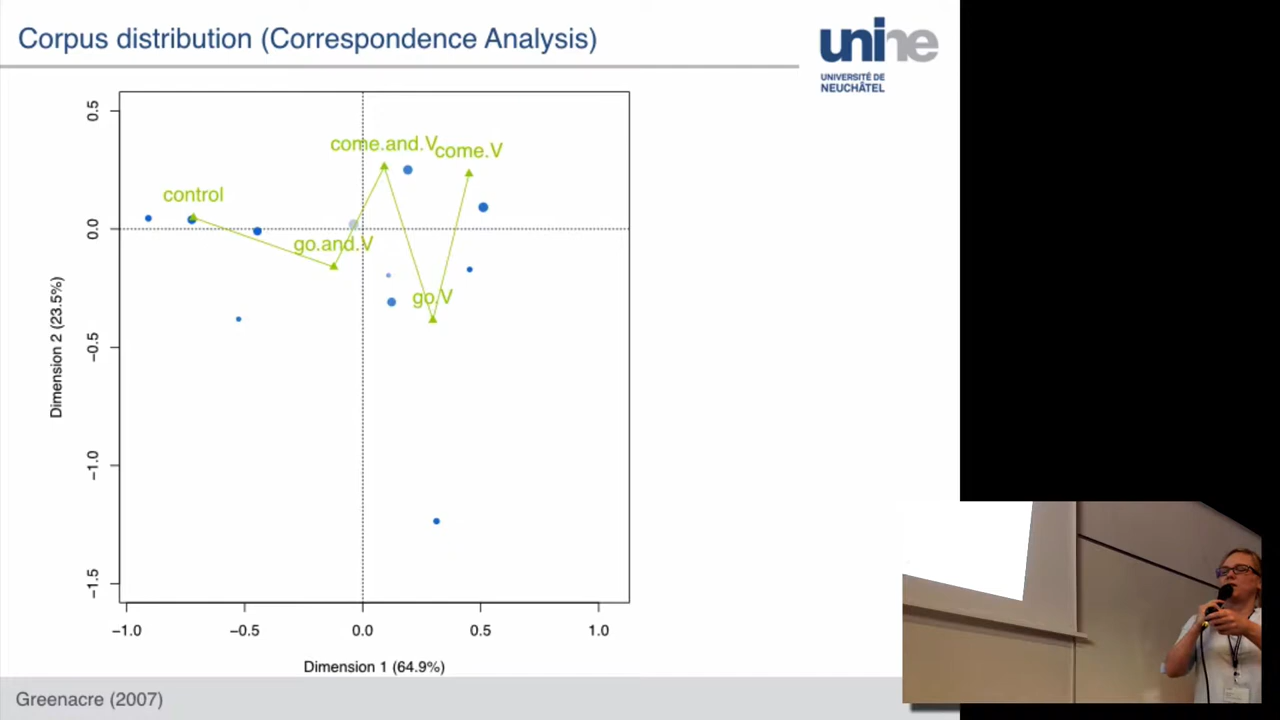 Corpus distribution (Correspondence Analysis)
unine
UNIVERSITÉ DE
NEUCHÂTEL
0.5
0.0
−0.5
−1.0
−1.5
Dimension 2 (23.5%)
come.and.V
come.V
control
go.and.V
go.V
−1.0
−0.5
0.0
0.5
1.0
Dimension 1 (64.9%)
Greenacre (2007)